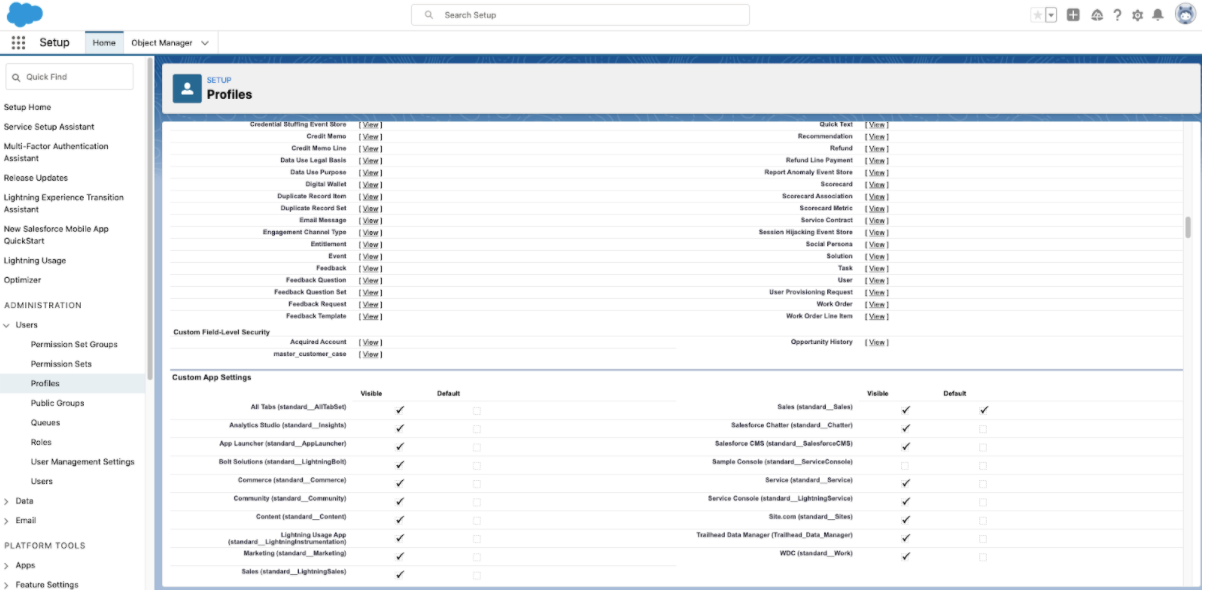 Search Setup
Setup
Home
Object Manager
Quick Find
Setup Home
Service Setup Assistant
Multi-Factor Authentication
Assistant
Release Updates
Lightning Experience Transition
Assistant
New Salesforce Mobile App
QuickStart
Lightning Usage
Optimizer
ADMINISTRATION
Users
Permission Set Groups
Permission Sets
Profiles
Public Groups
Queues
Roles
User Management Settings
Users
Data
Email
PLATFORM TOOLS
Apps
Feature Settings
SETUP
Profiles
Credential Stuffing Event Store [ View ]
Quick Text [ View ]
Credit Memo [ View ]
Recommendation [ View ]
Credit Memo Line [ View ]
Refund [ View ]
Data Use Legal Basis [ View ]
Refund Line Payment [ View ]
Data Use Purpose [ View ]
Report Anomaly Event Store [ View ]
Digital Wallet [ View ]
Scorecard [ View ]
Duplicate Record Item [ View ]
Scorecard Association [ View ]
Duplicate Record Set [ View ]
Scorecard Metric [ View ]
Email Message [ View ]
Service Contract [ View ]
Engagement Channel Type [ View ]
Session Hijacking Event Store [ View ]
Entitlement [ View ]
Social Persona [ View ]
Event [ View ]
Solution [ View ]
Feedback [ View ]
Task [ View ]
Feedback Question [ View ]
User [ View ]
Feedback Question Set [ View ]
User Provisioning Request [ View ]
Feedback Request [ View ]
Work Order [ View ]
Feedback Template [ View ]
Work Order Line Item [ View ]
Custom Field-Level Security
Acquired Account [ View ]
Opportunity History [ View ]
master_customer_case [ View ]
Custom App Settings
Visible Default
Visible Default
All Tabs (standard__AllTabSet)
Sales (standard__Sales)
Analytics Studio (standard__Insights)
Salesforce Chatter (standard__Chatter)
App Launcher (standard__AppLauncher)
Salesforce CMS (standard__SalesforceCMS)
Bolt Solutions (standard__LightningBolt)
Sample Console (standard__ServiceConsole)
Commerce (standard__Commerce)
Service (standard__Service)
Community (standard__Community)
Service Console (standard__LightningService)
Content (standard__Content)
Site.com (standard__Sites)
Lightning Usage App
(standard__LightningInstrumentation)
Trailhead Data Manager (Trailhead_Data_Manager)
Marketing (standard__Marketing)
WDC (standard__Work)
Sales (standard__LightningSales)